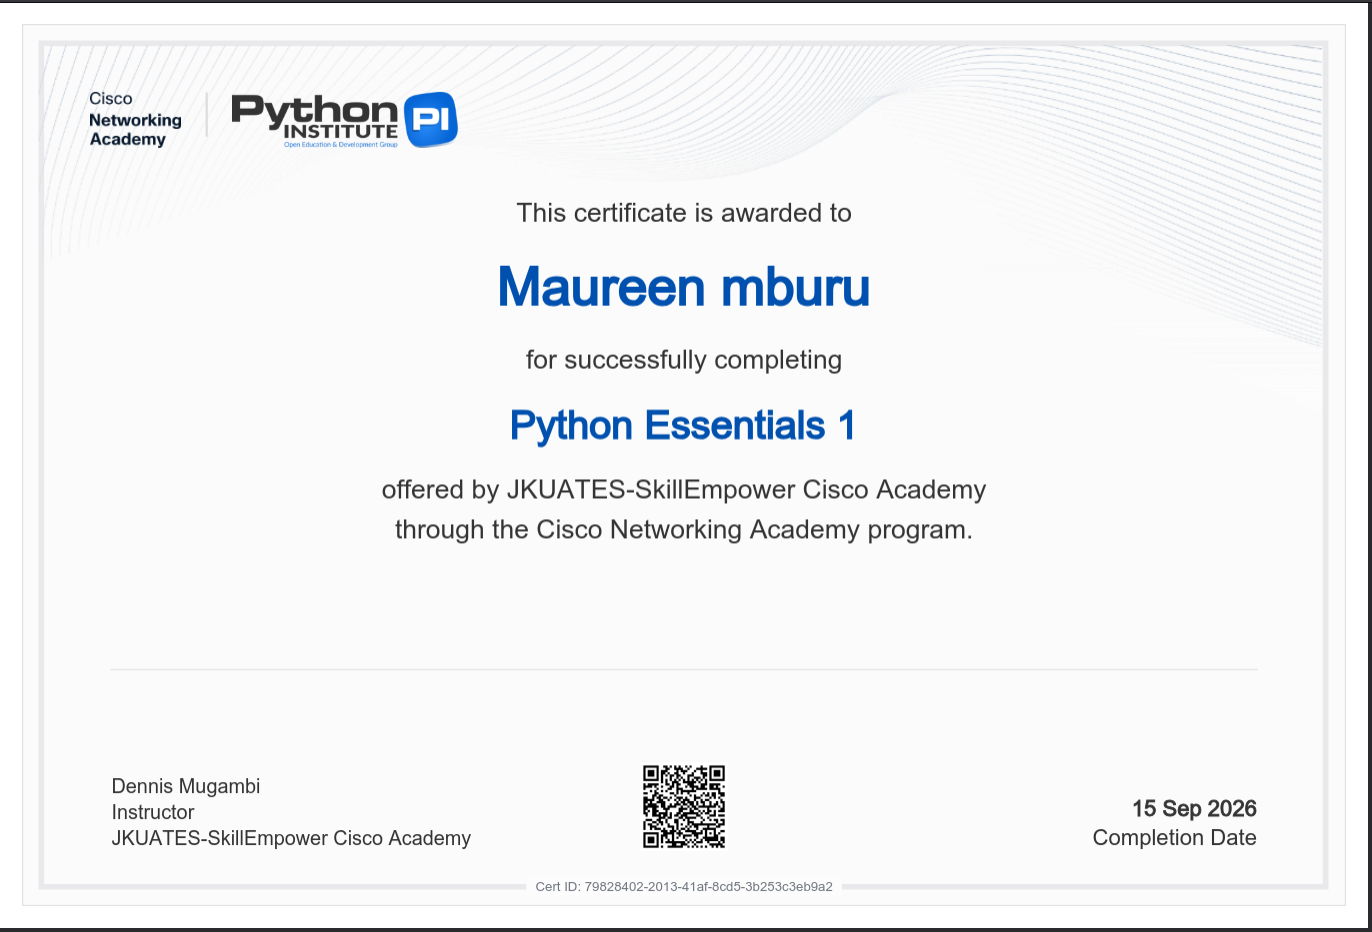 Cisco
Networking
Academy
Python
INSTITUTE
Open Education & Development Group
PI
This certificate is awarded to
Maureen mburu
for successfully completing
Python Essentials 1
offered by JKUATES-SkillEmpower Cisco Academy
through the Cisco Networking Academy program.
Dennis Mugambi
Instructor
JKUATES-SkillEmpower Cisco Academy
15 Sep 2026
Completion Date
Cert ID: 79828402-2013-41af-8cd5-3b253c3eb9a2